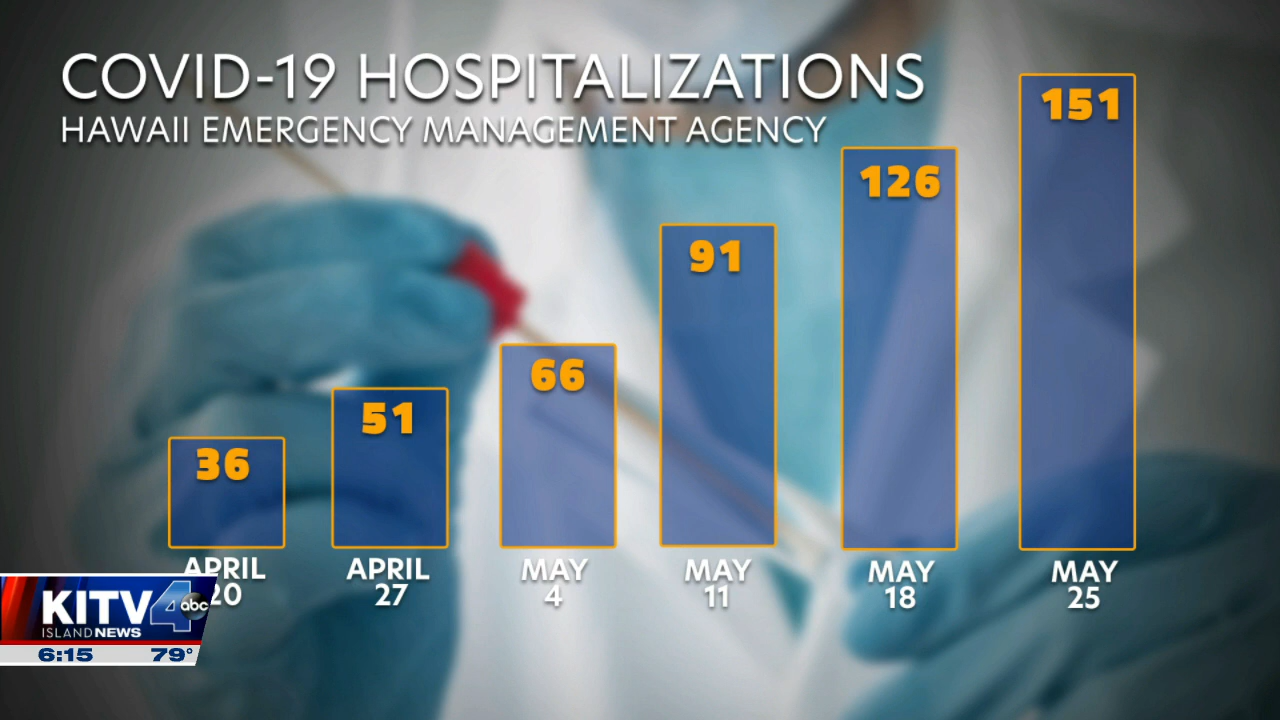 COVID-19 HOSPITALIZATIONS
HAWAII EMERGENCY MANAGEMENT AGENCY
36
51
66
91
126
151
APRIL
20
APRIL
27
MAY
4
MAY
11
MAY
18
MAY
25
KITV 4 abc
ISLAND NEWS
6:15 79°